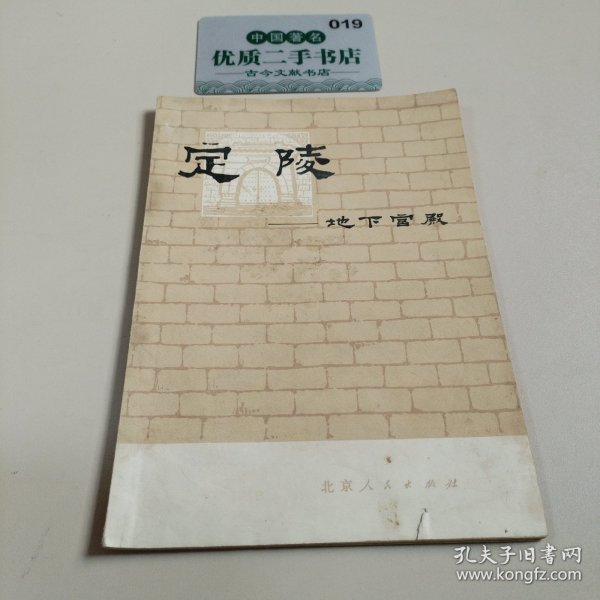 019
中国著名
优质二手书店
古今文献书店
定陵
——地下宫殿
北京人民出版社
孔夫子旧书网
www.kongfz.com